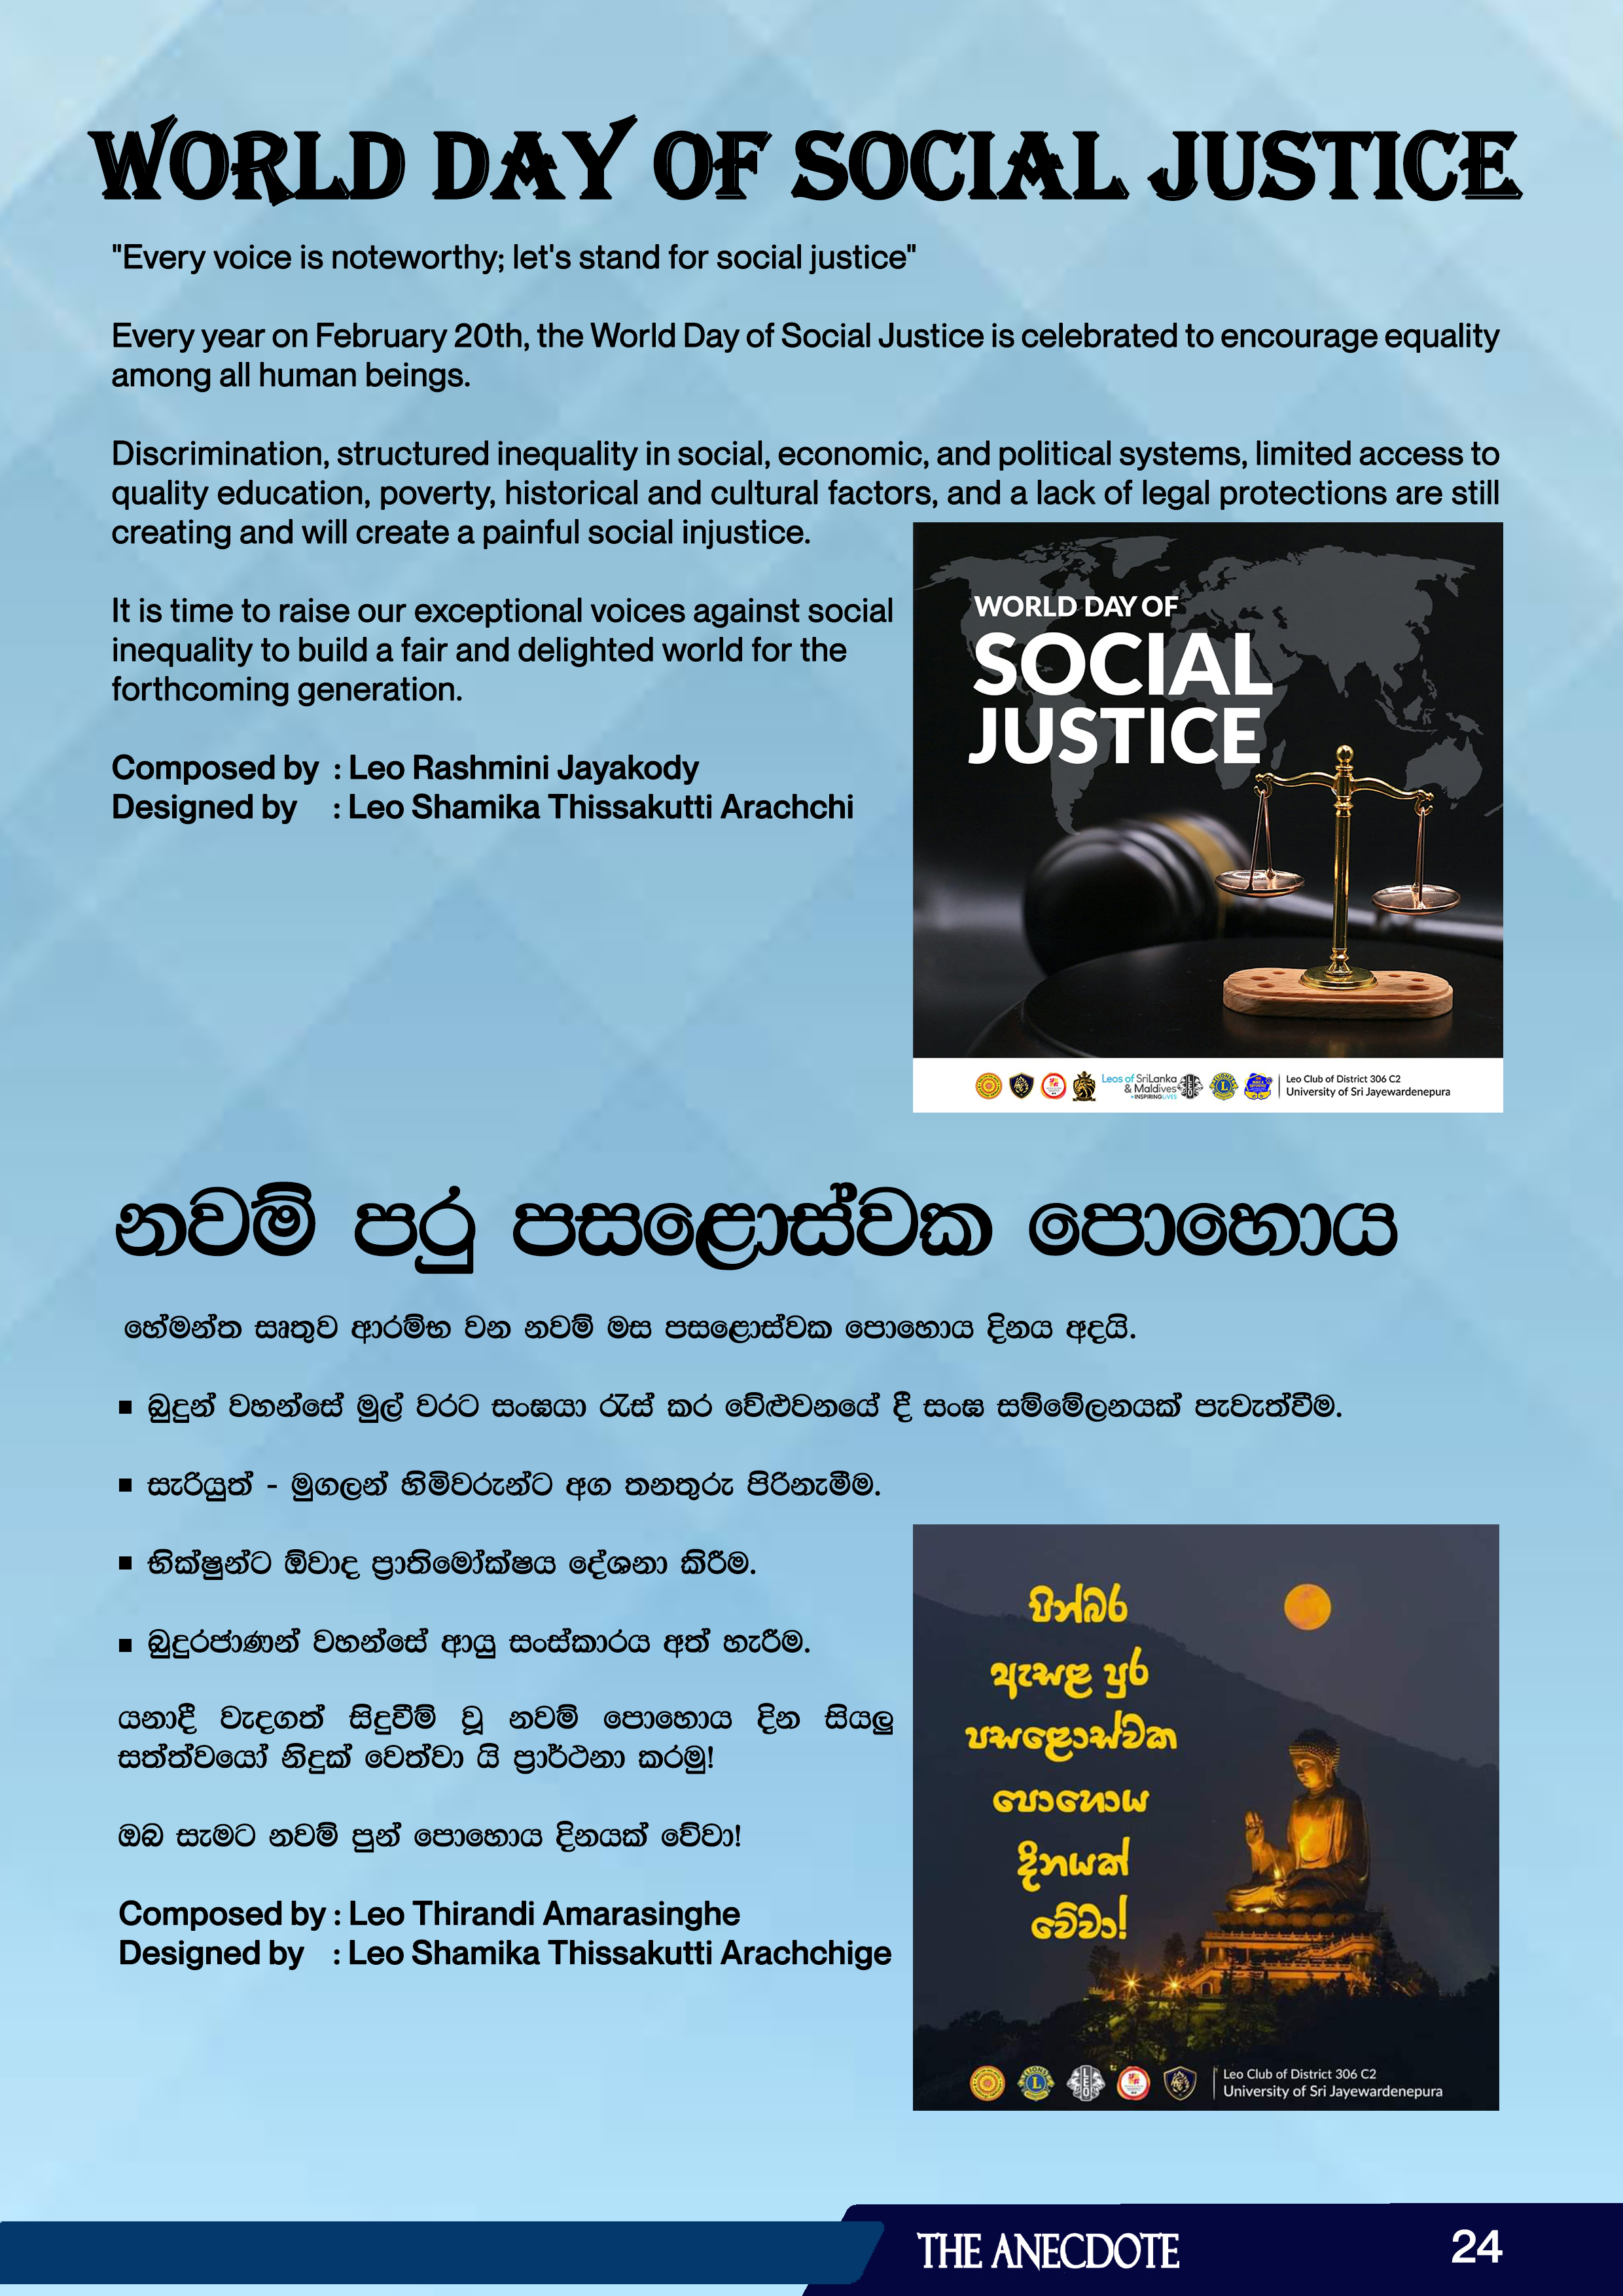 WORLD DAY OF SOCIAL JUSTICE
"Every voice is noteworthy; let's stand for social justice"
Every year on February 20th, the World Day of Social Justice is celebrated to encourage equality
among all human beings.
Discrimination, structured inequality in social, economic, and political systems, limited access to
quality education, poverty, historical and cultural factors, and a lack of legal protections are still
creating and will create a painful social injustice.
It is time to raise our exceptional voices against social
inequality to build a fair and delighted world for the
forthcoming generation.
Composed by : Leo Rashmini Jayakody
Designed by : Leo Shamika Thissakutti Arachchi
WORLD DAY OF
SOCIAL
JUSTICE
Leos of SriLanka
& Maldives
INSPIRING LIVES
Leo Club of District 306 C2
University of Sri Jayewardenepura
නවම් පුර පසළොස්වක පොහොය
හේමන්ත සෘතුව ආරම්භ වන නවම් මස පසළොස්වක පොහොය දිනය අදයි.
▪ බුදුන් වහන්සේ මුල් වරට සංඝයා රැස් කර වේළුවනයේ දී සංඝ සම්මේලනයක් පැවැත්වීම.
▪ සැරියුත් - මුගලන් හිමිවරුන්ට අග තනතුරු පිරිනැමීම.
▪ භික්ෂුන්ට ඕවාද ප්‍රාතිමෝක්ෂය දේශනා කිරීම.
▪ බුදුරජාණන් වහන්සේ ආයු සංස්කාරය අත් හැරීම.
යනාදී වැදගත් සිදුවීම් වූ නවම් පොහොය දින සියලු
සත්ත්වයෝ නිදුක් වෙත්වා යි ප්‍රාර්ථනා කරමු!
ඔබ සැමට නවම් පුන් පොහොය දිනයක් වේවා!
Composed by : Leo Thirandi Amarasinghe
Designed by : Leo Shamika Thissakutti Arachchige
පින්බර
ඇසළ පුර
පසළොස්වක
පොහොය
දිනයක්
වේවා!
Leo Club of District 306 C2
University of Sri Jayewardenepura
THE ANECDOTE
24